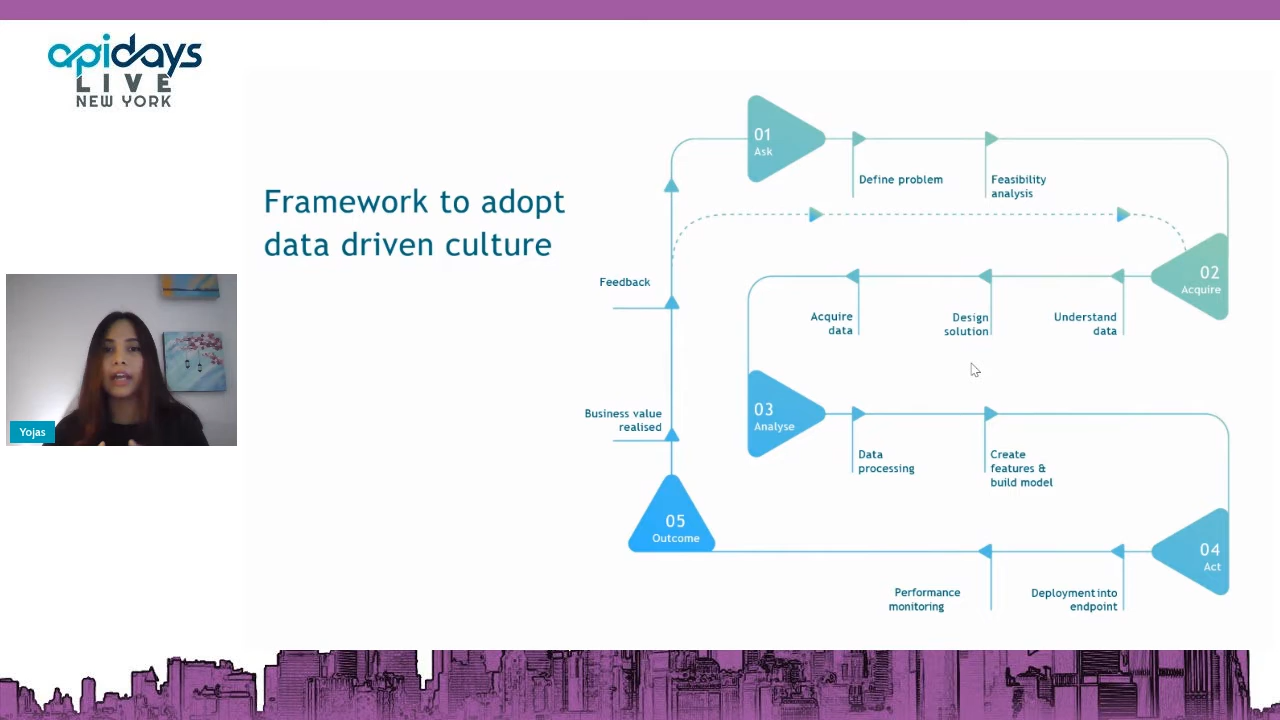 apidays
LIVE
NEW YORK
Framework to adopt
data driven culture
Yojas
01
Ask
Define problem
Feasibility
analysis
02
Acquire
Understand
data
Design
solution
Acquire
data
03
Analyse
Data
processing
Create
features &
build model
04
Act
Deployment into
endpoint
Performance
monitoring
05
Outcome
Business value
realised
Feedback